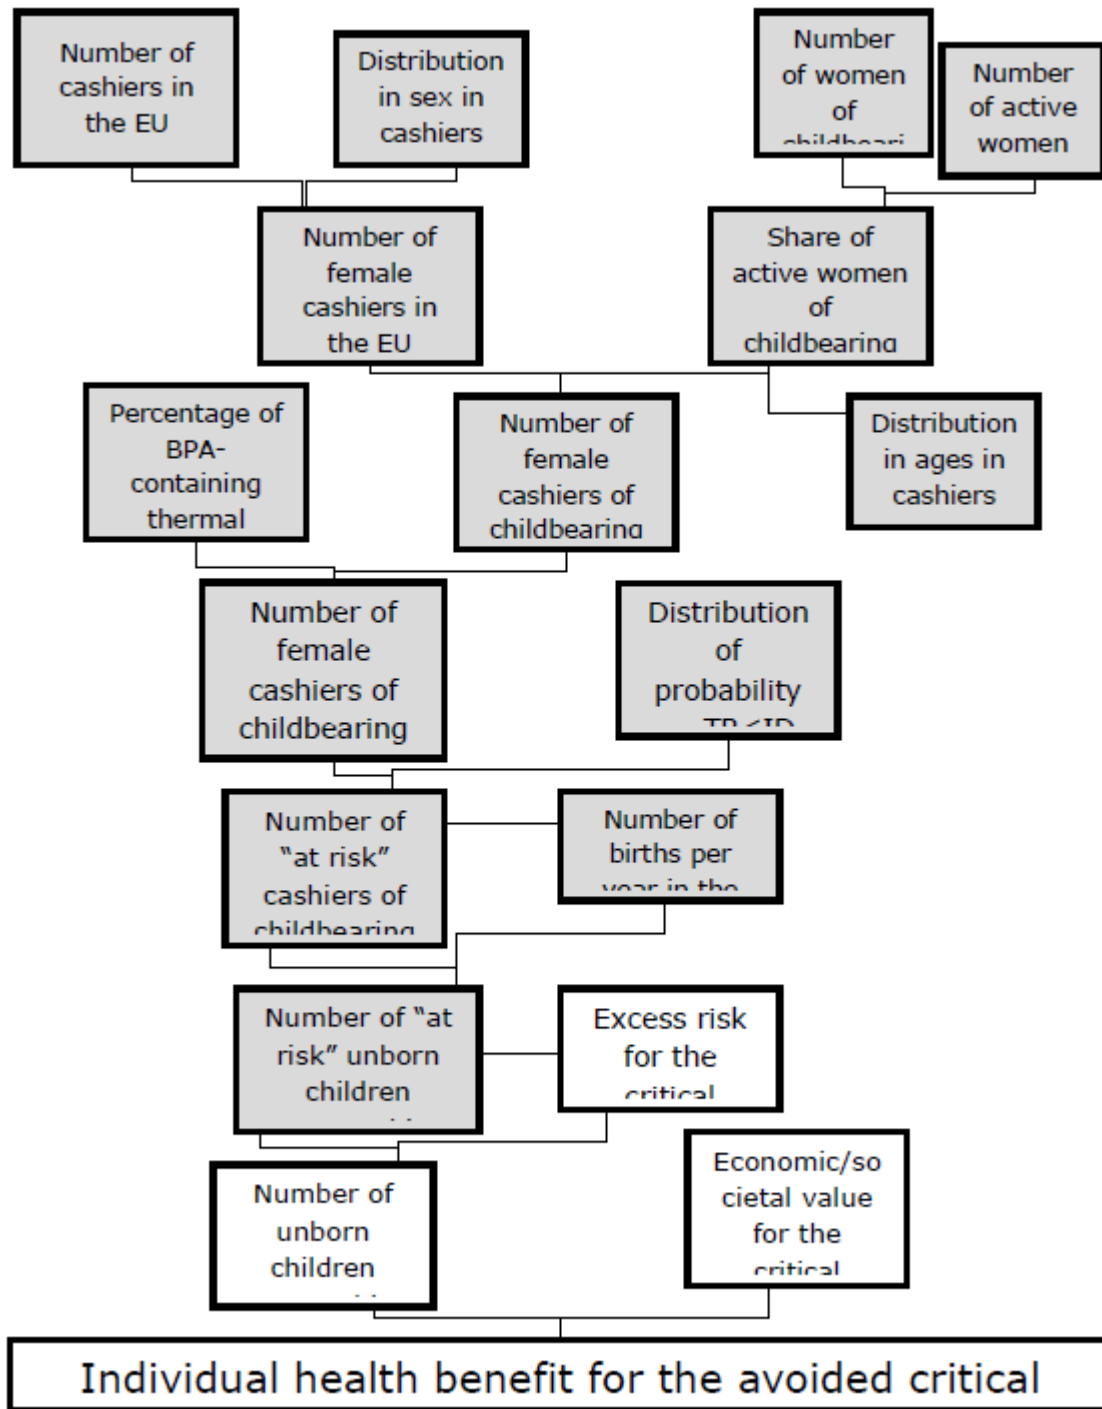 Number of
cashiers in
the EU
Distribution
in sex in
cashiers
Number
of women
of
Number
of active
women
Number of
female
cashiers in
the EU
Share of
active women
of
childbearing
Percentage of
BPA-
containing
thermal
Number of
female
cashiers of
childbearing
Distribution
in ages in
cashiers
Number of
female
cashiers of
childbearing
Distribution
of
probability
Number of
“at risk”
cashiers of
childbearing
Number of
births per
year in the
Number of “at
risk” unborn
children
Excess risk
for the
critical
Number of
unborn
children
Economic/so
cietal value
for the
critical
Individual health benefit for the avoided critical